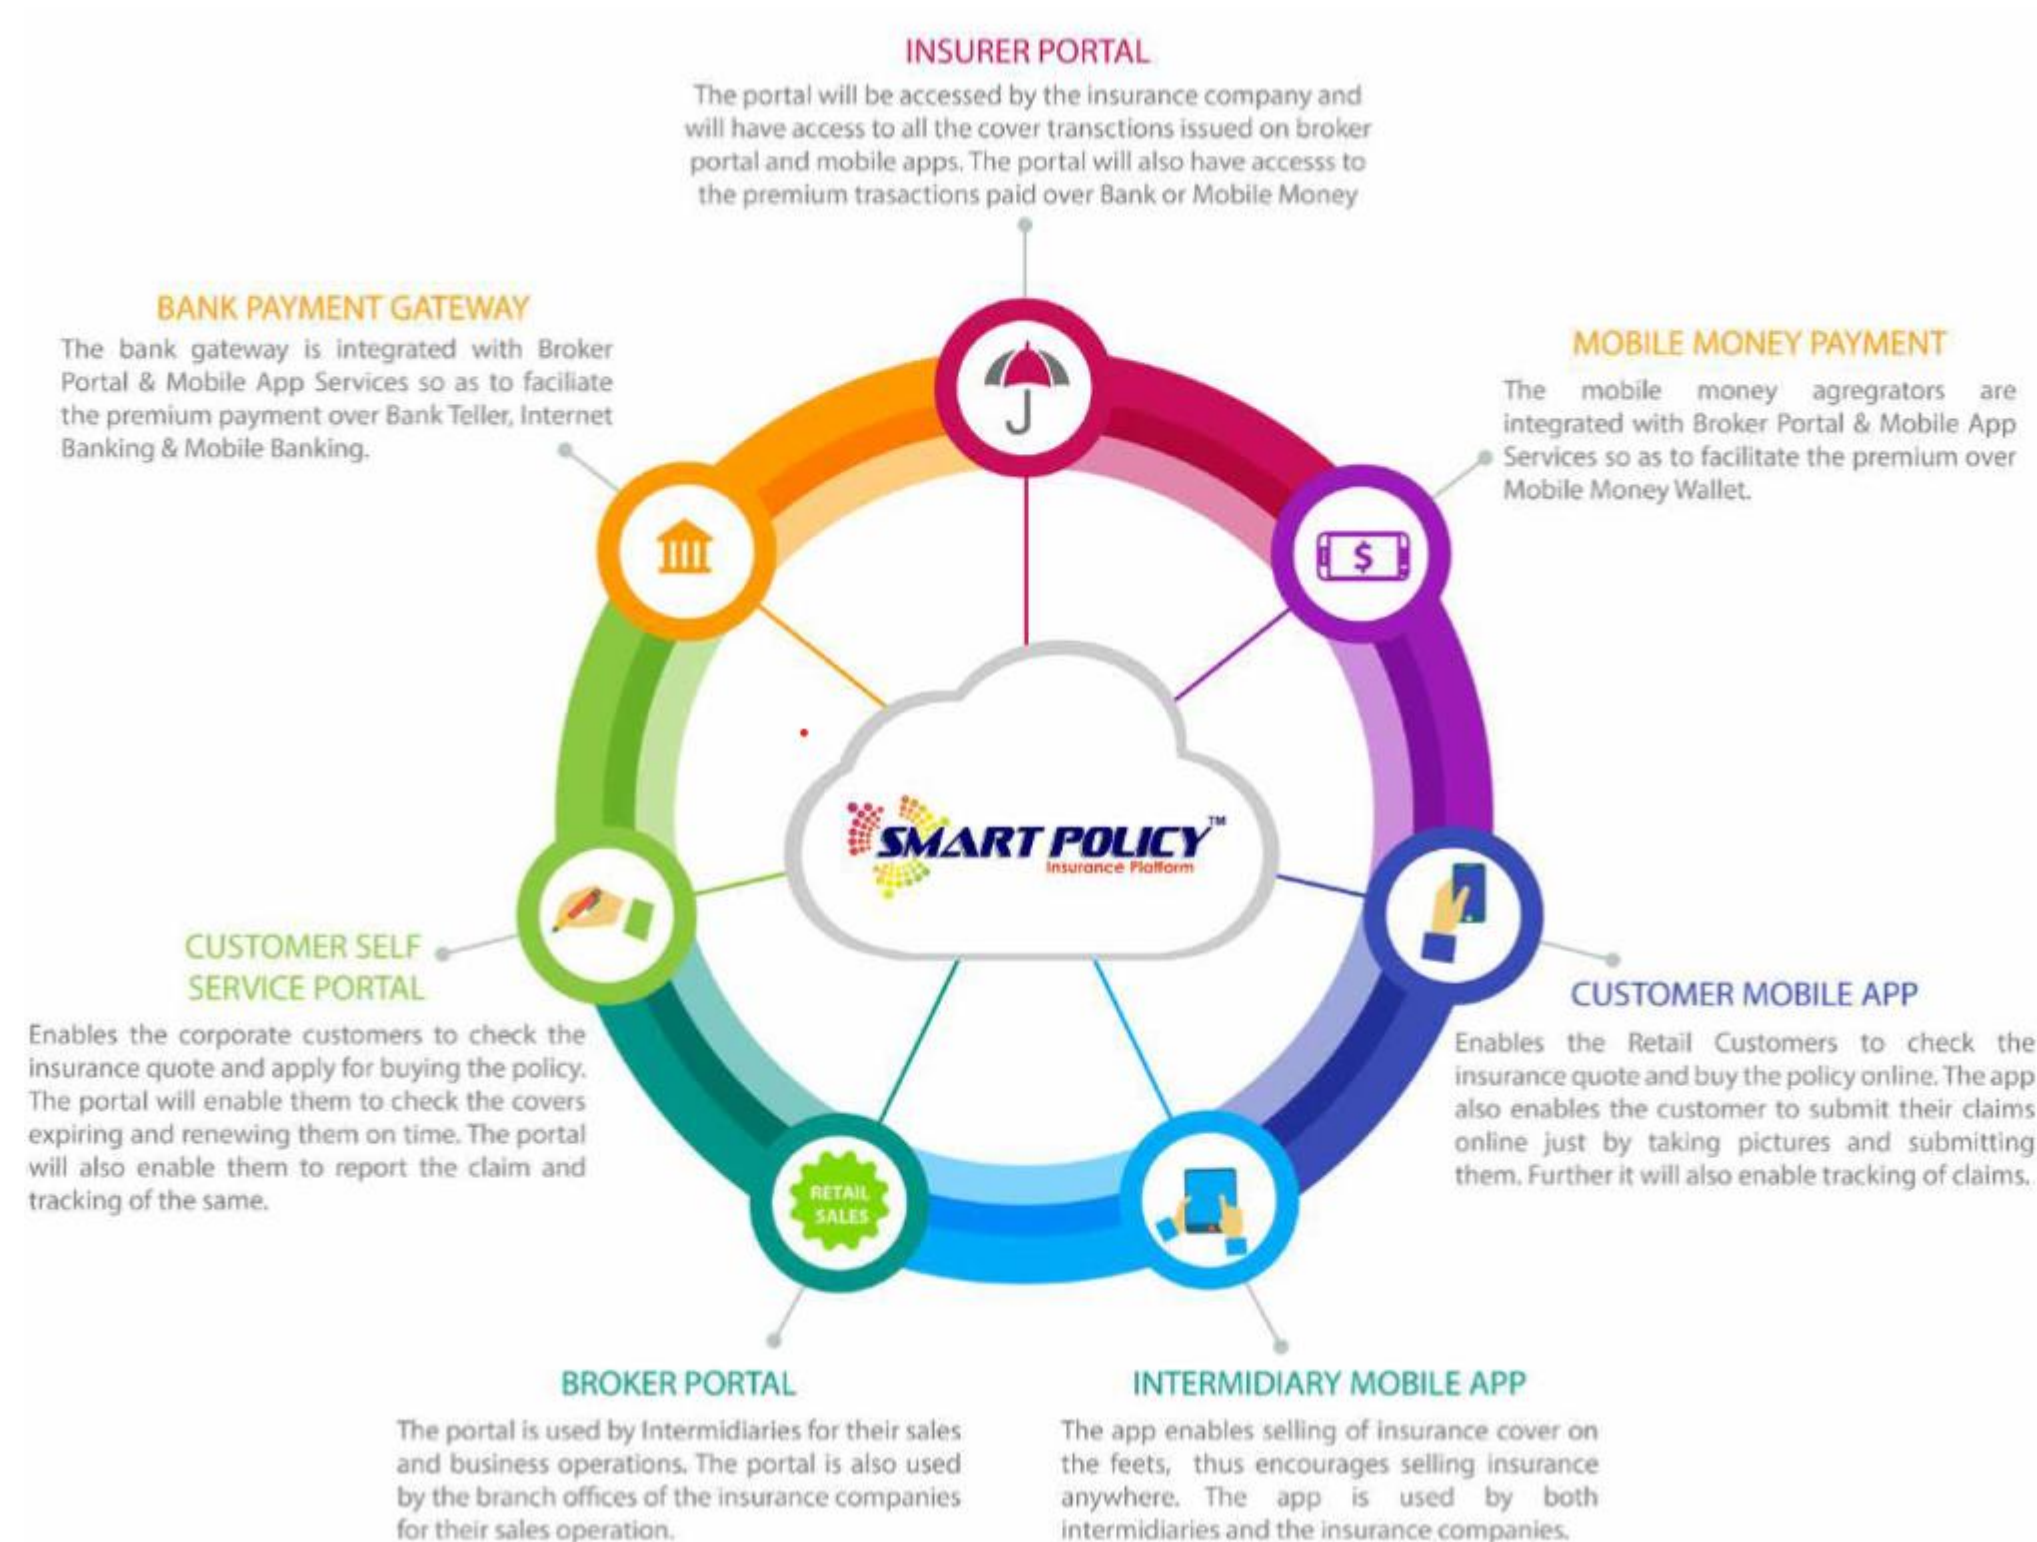 INSURER PORTAL
The portal will be accessed by the insurance company and
will have access to all the cover transctions issued on broker
portal and mobile apps. The portal will also have accesss to
the premium trasactions paid over Bank or Mobile Money
BANK PAYMENT GATEWAY
The bank gateway is integrated with Broker
Portal & Mobile App Services so as to faciliate
the premium payment over Bank Teller, Internet
Banking & Mobile Banking.
MOBILE MONEY PAYMENT
The mobile money agregrators are
integrated with Broker Portal & Mobile App
Services so as to facilitate the premium over
Mobile Money Wallet.
$
SMART POLICY™
Insurance Platform
CUSTOMER SELF
SERVICE PORTAL
Enables the corporate customers to check the
insurance quote and apply for buying the policy.
The portal will enable them to check the covers
expiring and renewing them on time. The portal
will also enable them to report the claim and
tracking of the same.
CUSTOMER MOBILE APP
Enables the Retail Customers to check the
insurance quote and buy the policy online. The app
also enables the customer to submit their claims
online just by taking pictures and submitting
them. Further it will also enable tracking of claims.
RETAIL
SALES
BROKER PORTAL
The portal is used by Intermidiaries for their sales
and business operations. The portal is also used
by the branch offices of the insurance companies
for their sales operation.
INTERMIDIARY MOBILE APP
The app enables selling of insurance cover on
the feets, thus encourages selling insurance
anywhere. The app is used by both
intermidiaries and the insurance companies.